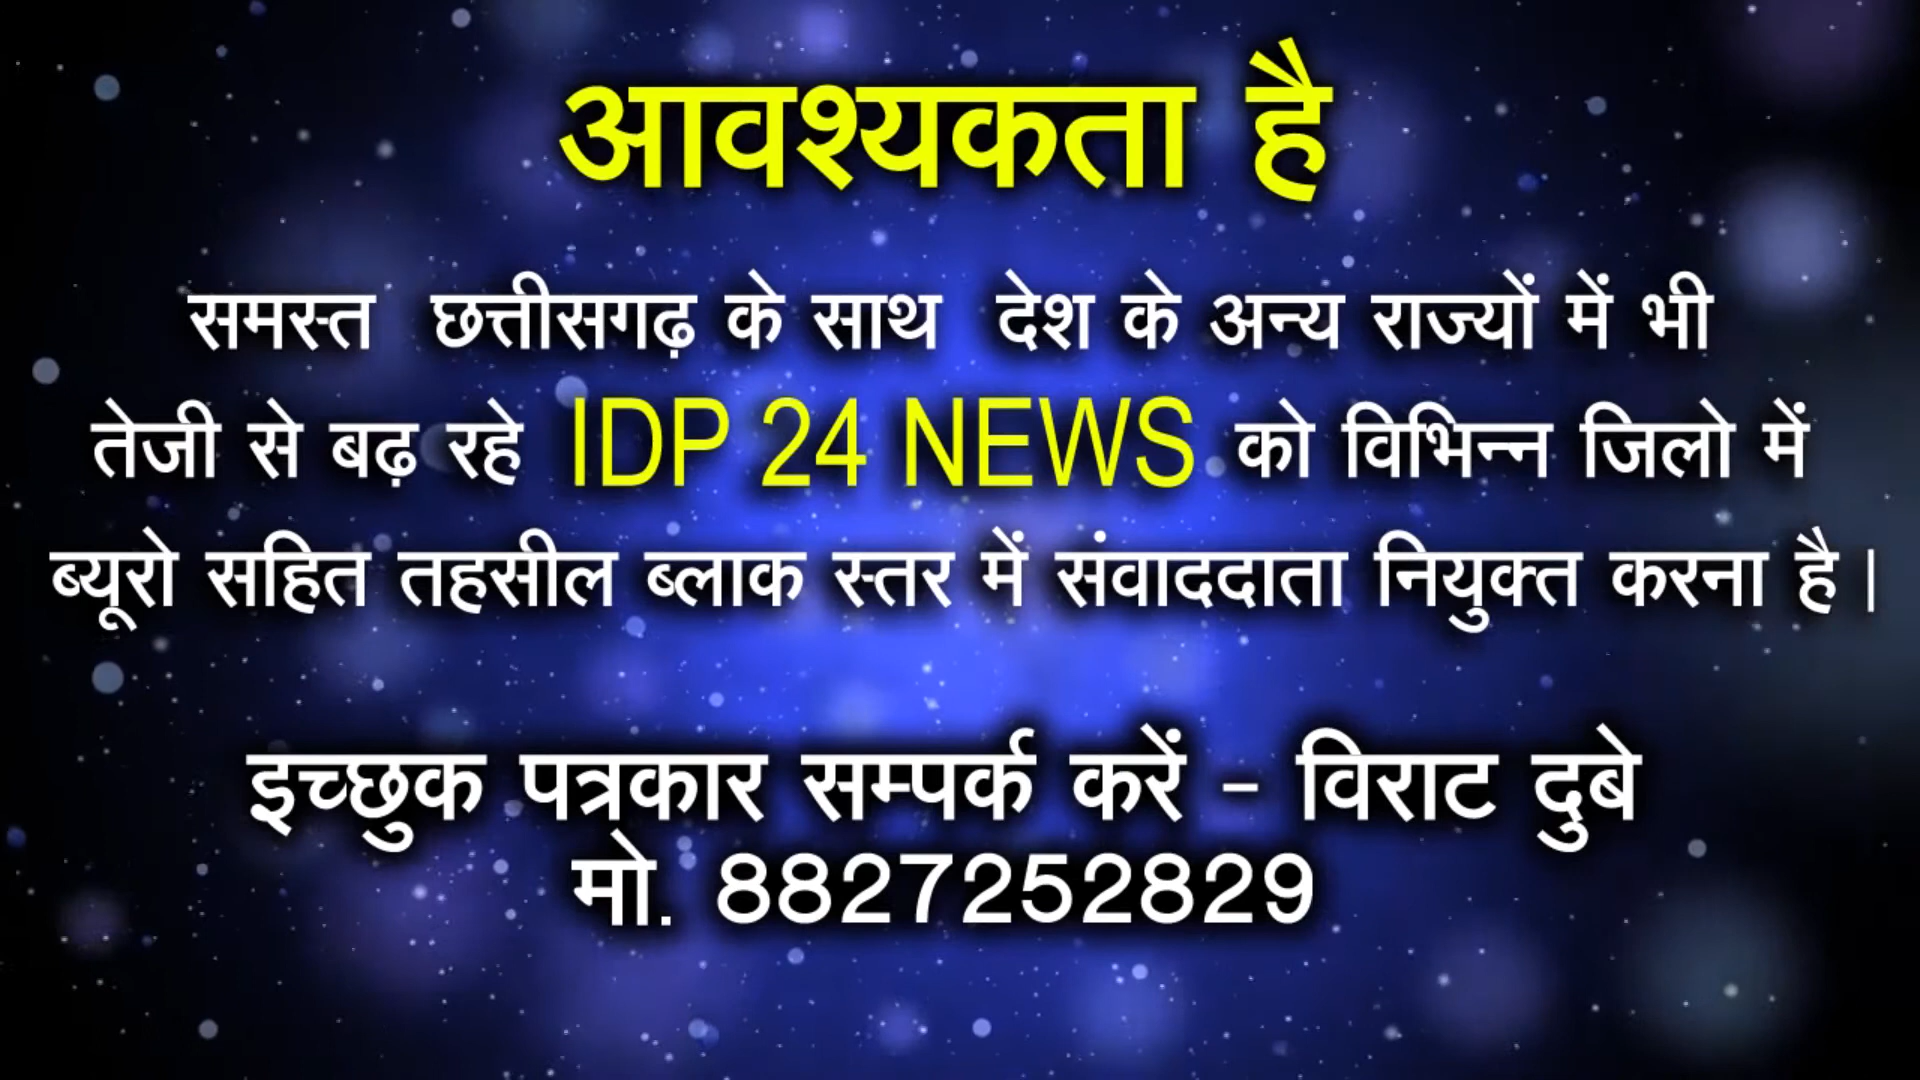 आवश्यकता है
समस्त छत्तीसगढ़ के साथ देश के अन्य राज्यों में भी
तेजी से बढ़ रहे IDP 24 NEWS को विभिन्न जिलो में
ब्यूरो सहित तहसील ब्लाक स्तर में संवाददाता नियुक्त करना है।
इच्छुक पत्रकार सम्पर्क करें - विराट दुबे
मो. 8827252829